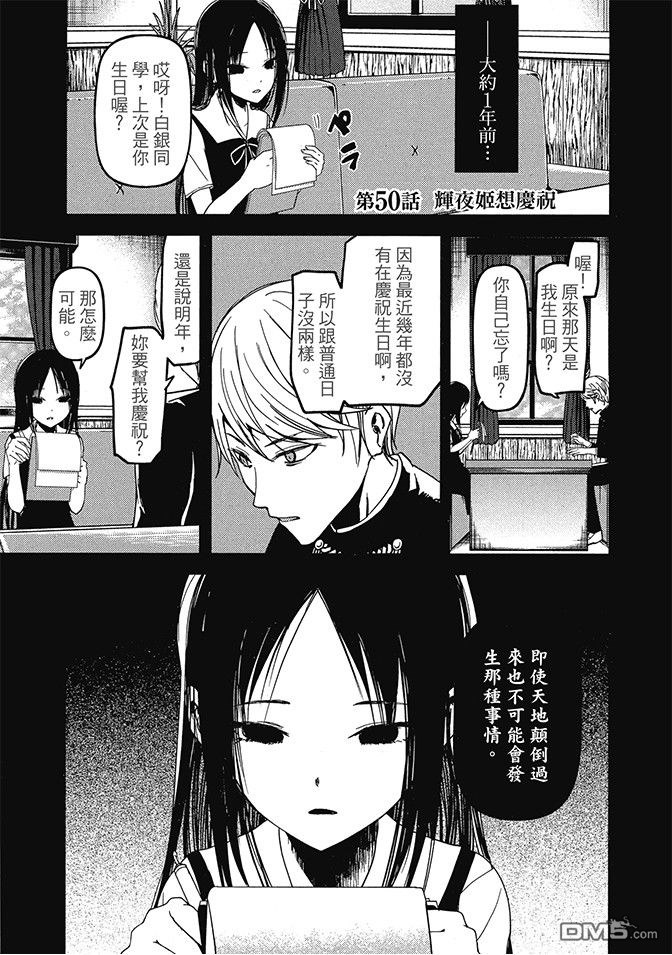 ──大約1年前…
哎呀！白銀同
學，上次是你
生日喔？
第50話 輝夜姬想慶祝
喔！
原來那天是
我生日啊？
你自己忘了嗎？
因為最近幾年都沒
有在慶祝生日啊，
所以跟普通日
子沒兩樣。
還是說明年，
妳要幫我慶祝？
那怎麼
可能。
即使天地顛倒過
來也不可能會發
生那種事情。
DM5.com